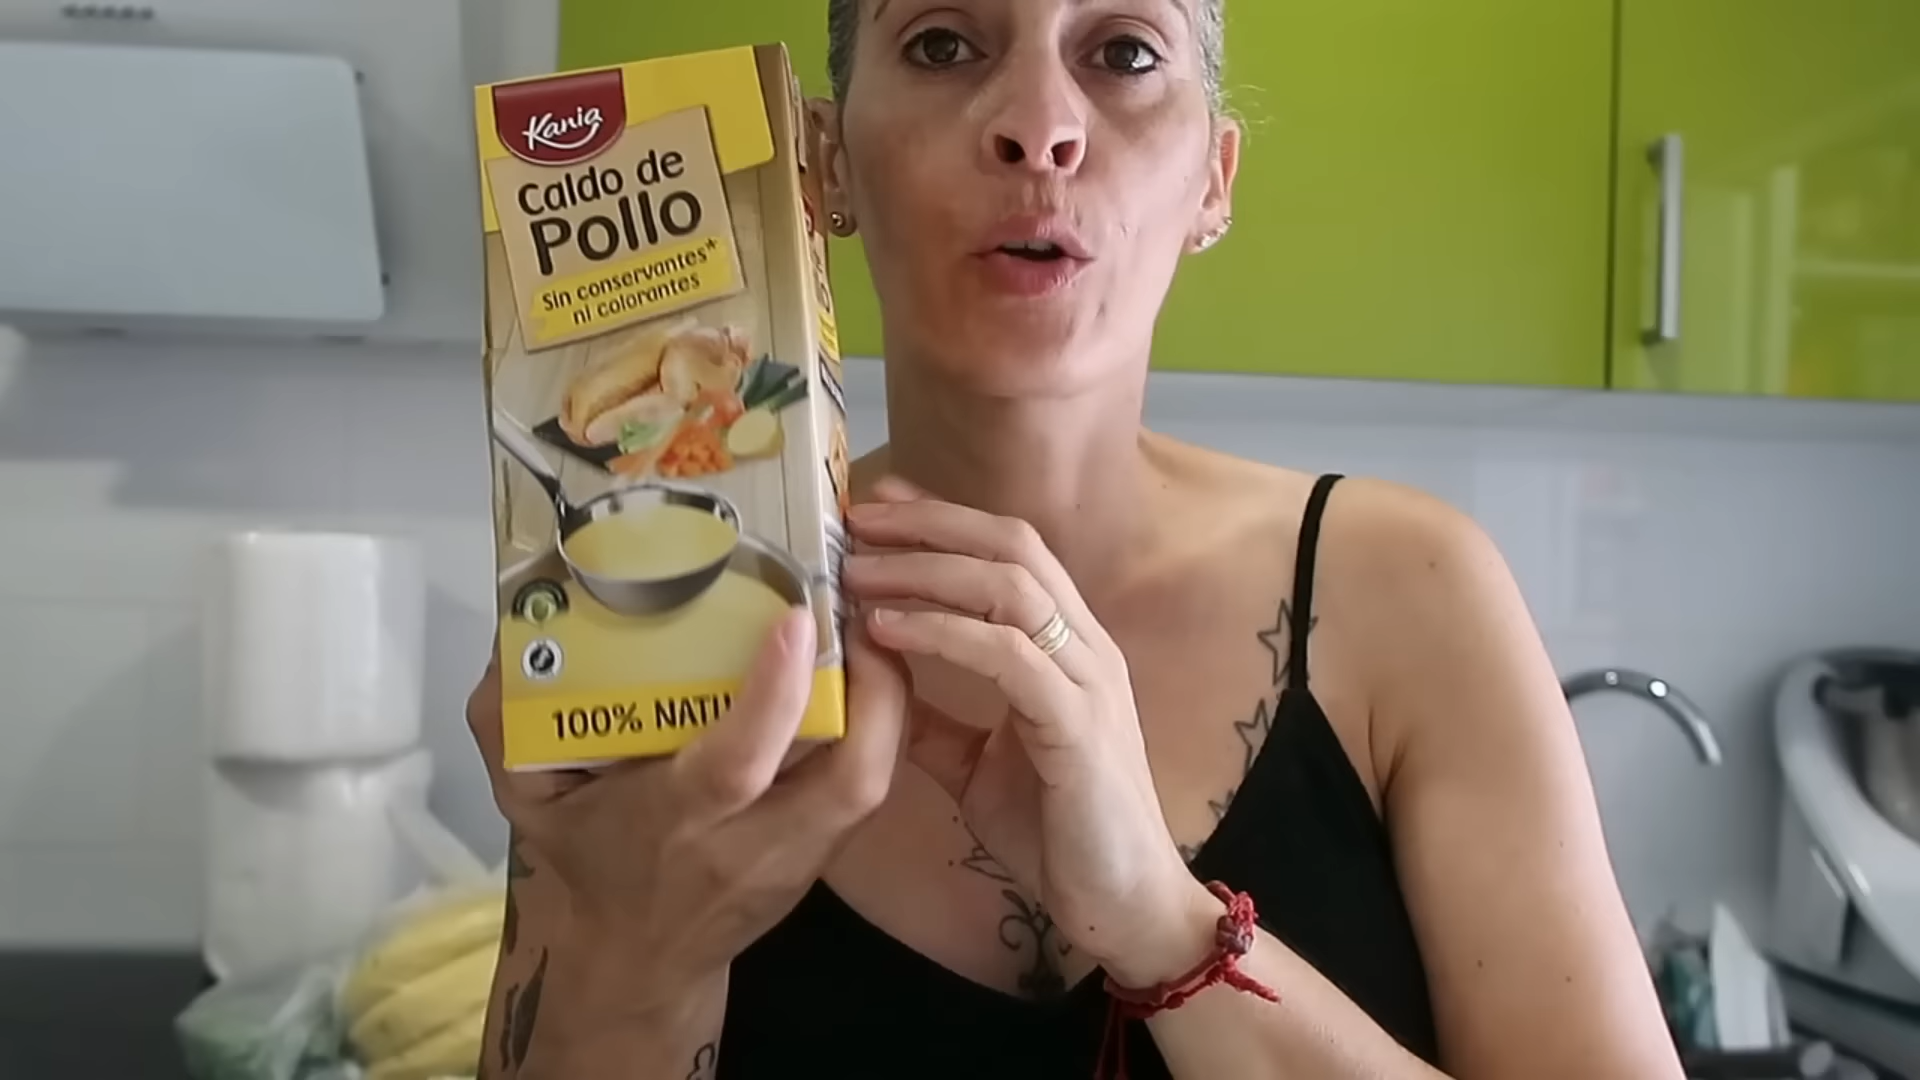 Kania
Caldo de
Pollo
Sin conservantes*
ni colorantes
100% NATU